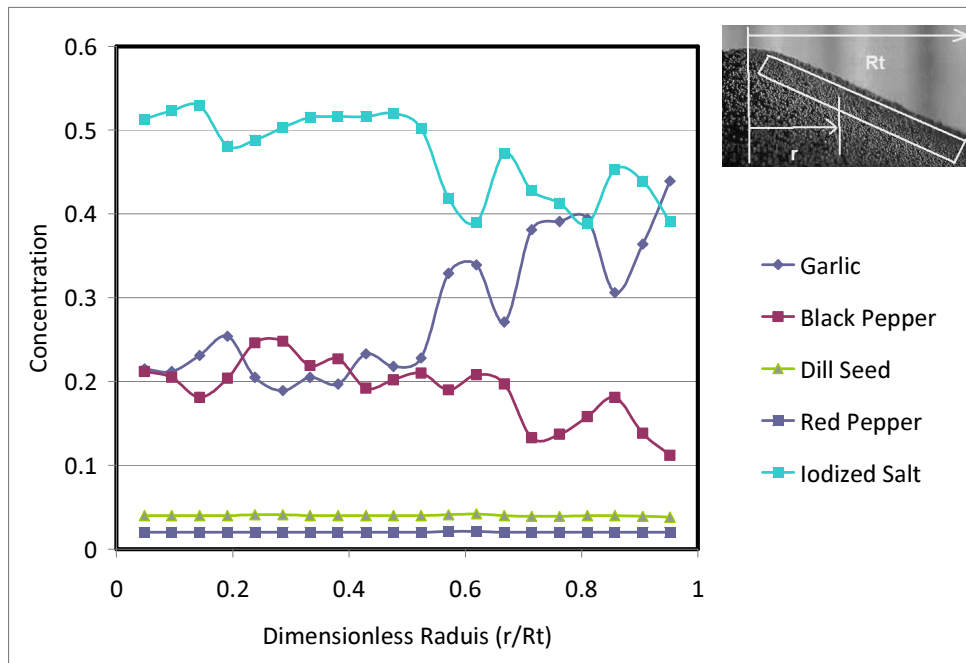 0.6
0.5
0.4
0.3
0.2
0.1
0
Concentration
0 0.2 0.4 0.6 0.8 1
Dimensionless Raduis (r/Rt)
Rt
r
Garlic
Black Pepper
Dill Seed
Red Pepper
Iodized Salt